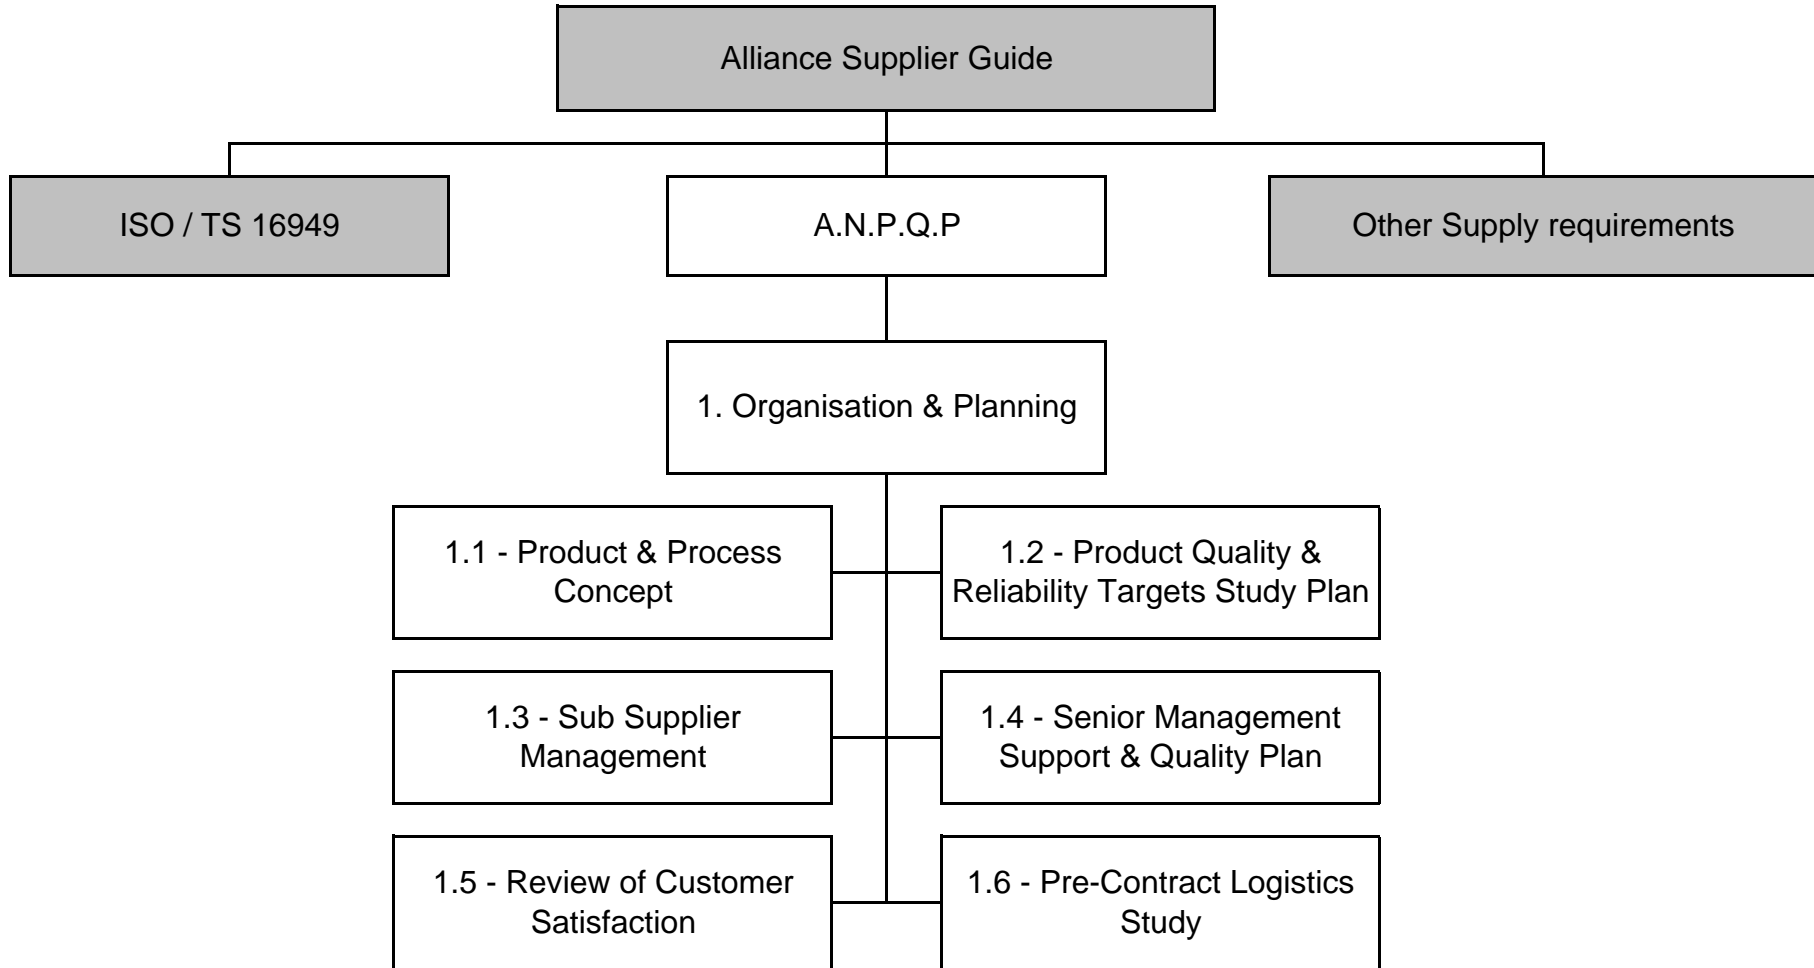 Alliance Supplier Guide
ISO / TS 16949
A.N.P.Q.P
Other Supply requirements
1. Organisation & Planning
1.1 - Product & Process
Concept
1.2 - Product Quality &
Reliability Targets Study Plan
1.3 - Sub Supplier
Management
1.4 - Senior Management
Support & Quality Plan
1.5 - Review of Customer
Satisfaction
1.6 - Pre-Contract Logistics
Study